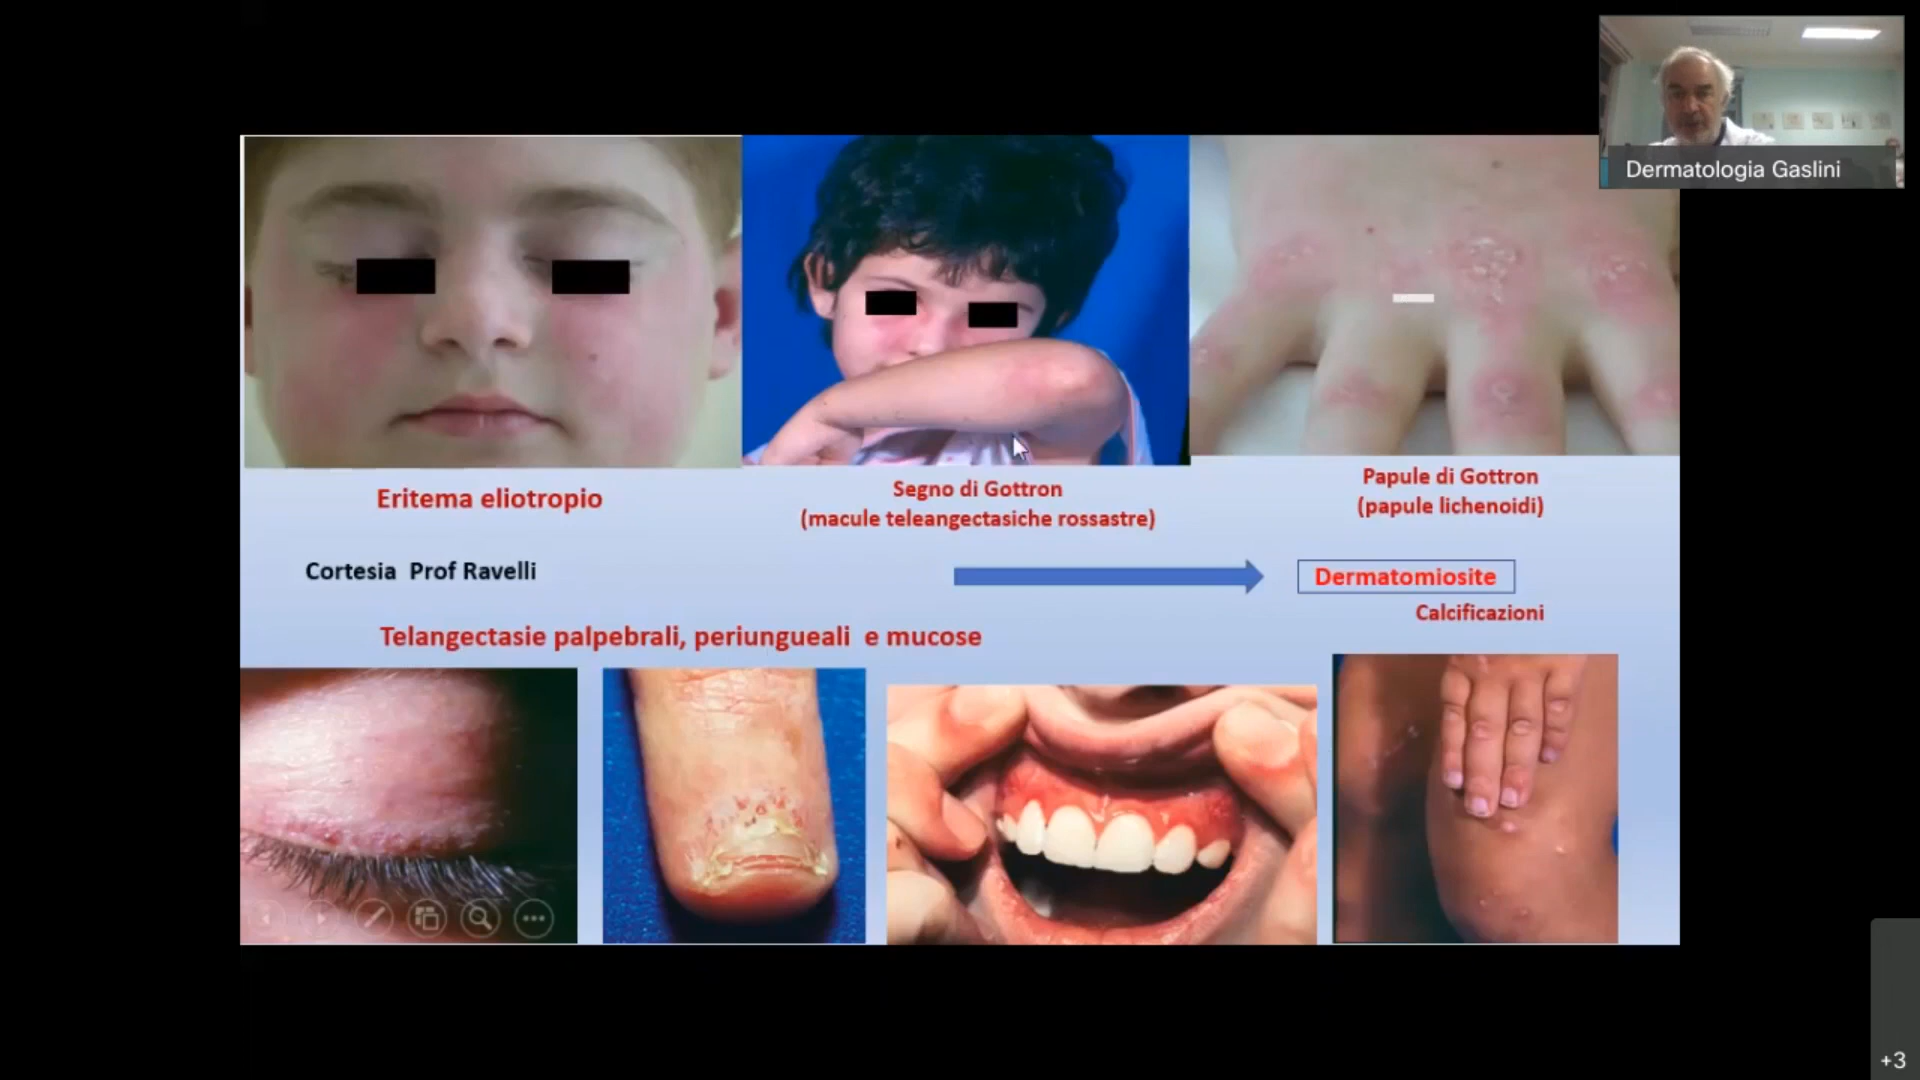 Dermatologia Gaslini
Eritema eliotropio
Segno di Gottron
(macule teleangectasiche rossastre)
Papule di Gottron
(papule lichenoidi)
Cortesia Prof Ravelli
Dermatomiosite
Calcificazioni
Telangectasie palpebrali, periungueali e mucose
+3